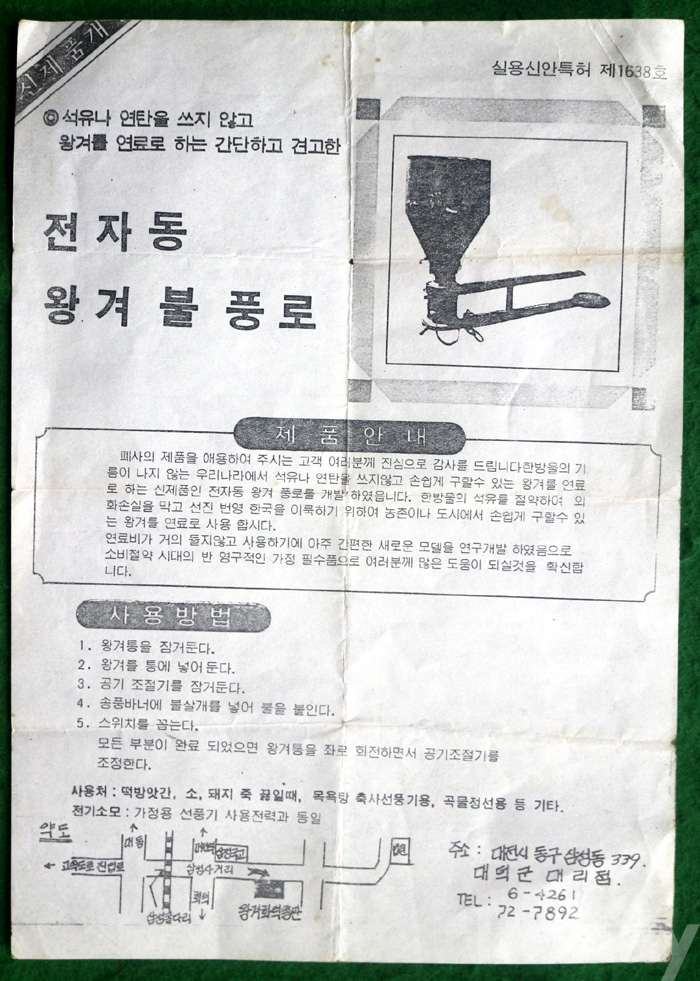 신제품개
실용신안특허 제1638호
◎ 석유나 연탄을 쓰지 않고
왕겨를 연료로 하는 간단하고 견고한
전자동
왕겨 불 풍로
제품안내
폐사의 제품을 애용하여 주시는 고객 여러분께 진심으로 감사를 드립니다한방울의 기
름이 나지 않는 우리나라에서 석유나 연탄을 쓰지않고 손쉽게 구할수 있는 왕겨를 연료
로 하는 신제품인 전자동 왕겨 풍로를 개발 하였읍니다. 한방울의 석유를 절약하여 외
화손실을 막고 선진 번영 한국을 이룩하기 위하여 농촌이나 도시에서 손쉽게 구할수 있
는 왕겨를 연료로 사용 합시다.
연료비가 거의 들지않고 사용하기에 아주 간편한 새로운 모델을 연구개발 하였음으로
소비절약 시대의 반 영구적인 가정 필수품으로 여러분께 많은 도움이 되실것을 확신합
니다.
사용방법
1. 왕겨통을 잠거둔다.
2. 왕겨를 통에 넣어 둔다.
3. 공기 조절기를 잠거둔다.
4. 송풍바너에 불살개를 넣어 불을 붙인다.
5. 스위치를 꼽는다.
모든 부분이 완료 되었으면 왕겨통을 좌로 회전하면서 공기조절기를
조정한다.
사용처 : 떡방앗간, 소, 돼지 죽 끓일때, 목욕탕 축사선풍기용, 곡물정선용 등 기타.
전기소모 : 가정용 선풍기 사용전력과 동일
약도
대동
삼성국교
← 고속도로 진입로
삼성사거리
삼성굴다리
왕겨화덕총판
주소 : 대전시 동구 삼성동 339.
대의군 대리점.
TEL : 6-4261
72-7892